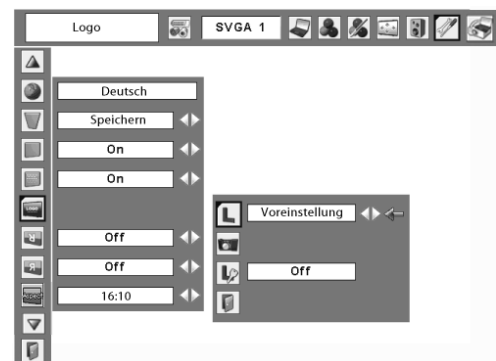 Logo
SVGA 1
Deutsch
Speichern
On
On
Off
Off
16:10
Voreinstellung
Off